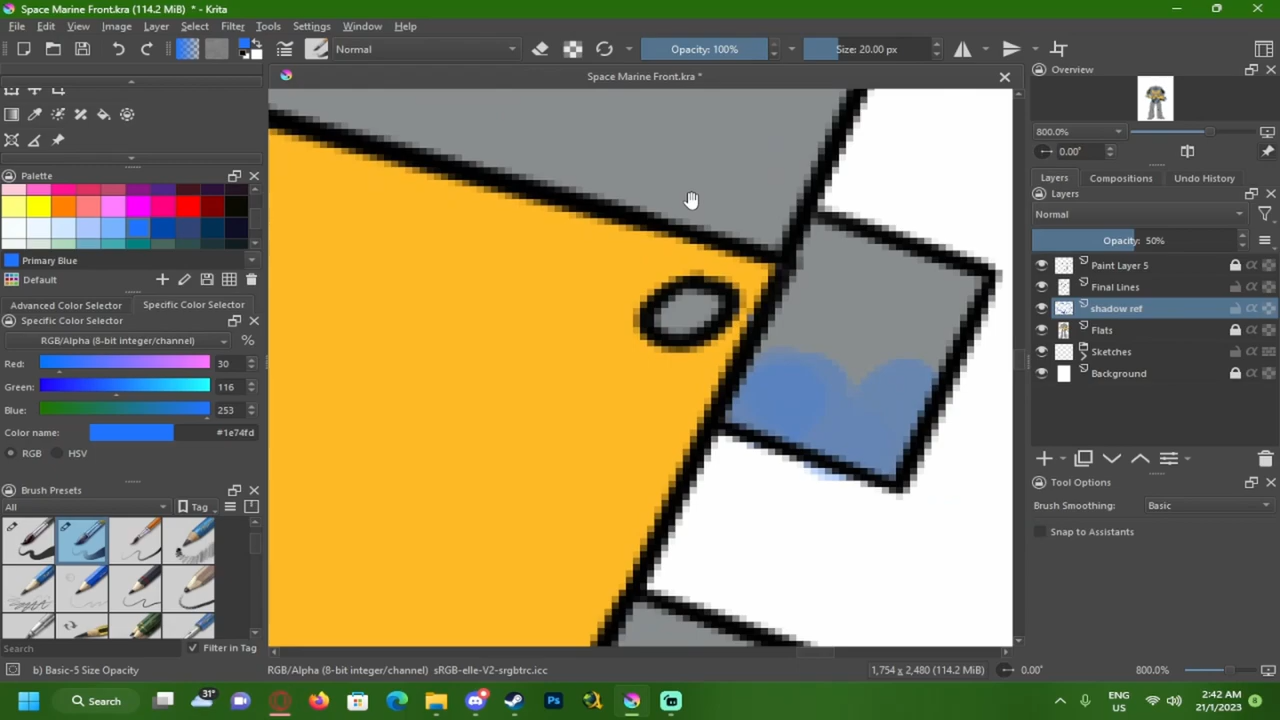 Space Marine Front.kra (114.2 MiB) * - Krita
File Edit View Image Layer Select Filter Tools Settings Window Help
Normal Opacity: 100% Size: 20.00 px
Space Marine Front.kra *
Overview
800.0%
0.00°
Palette
Primary Blue
Default
Advanced Color Selector Specific Color Selector
Specific Color Selector
RGB/Alpha (8-bit integer/channel) %
Red: 30
Green: 116
Blue: 253
Color name: #1e74fd
RGB HSV
Brush Presets
All Tag
Search Filter in Tag
Layers Compositions Undo History
Layers
Normal
Opacity: 50%
Paint Layer 5
Final Lines
shadow ref
Flats
Sketches
Background
Tool Options
Brush Smoothing: Basic
Snap to Assistants
b) Basic-5 Size Opacity RGB/Alpha (8-bit integer/channel) sRGB-elle-V2-srgbtrc.icc 1,754 x 2,480 (114.2 MiB) 0.00° 800.0%
Search 31° Ps ENG US 2:42 AM 21/1/2023 8